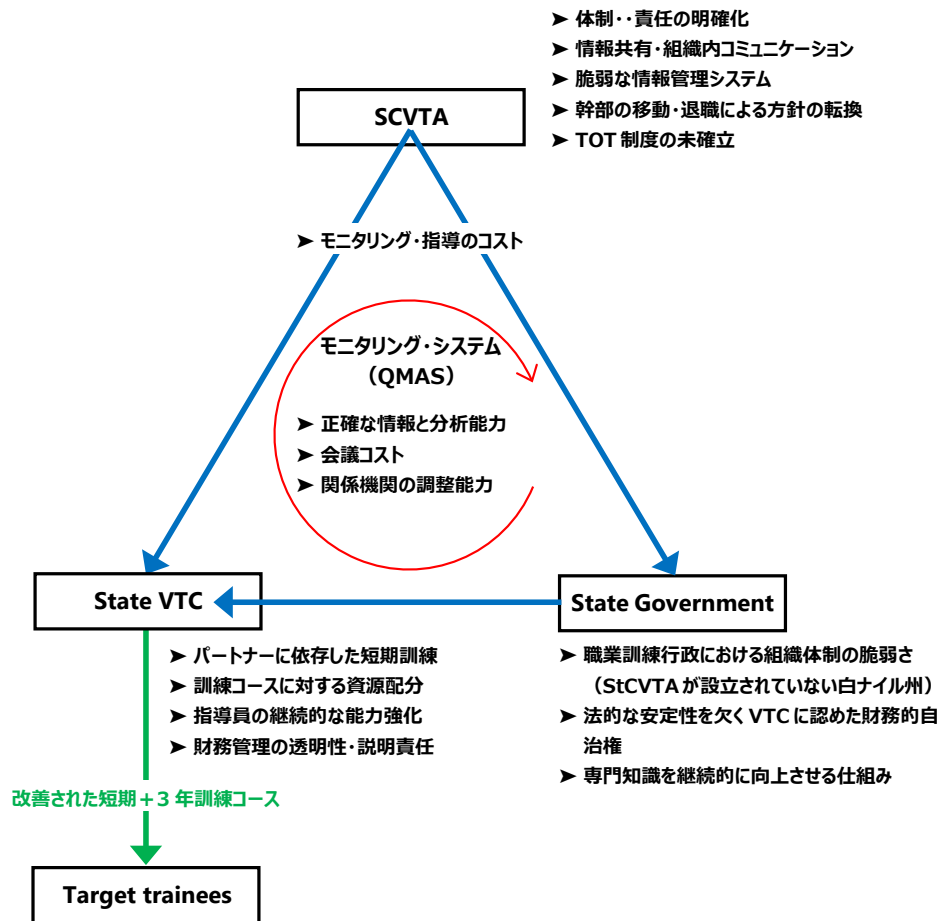 ➤ 体制・・責任の明確化
➤ 情報共有・組織内コミュニケーション
➤ 脆弱な情報管理システム
➤ 幹部の移動・退職による方針の転換
➤ TOT 制度の未確立
SCVTA
➤ モニタリング・指導のコスト
モニタリング・システム
（QMAS）
➤ 正確な情報と分析能力
➤ 会議コスト
➤ 関係機関の調整能力
State VTC
State Government
➤ パートナーに依存した短期訓練
➤ 訓練コースに対する資源配分
➤ 指導員の継続的な能力強化
➤ 財務管理の透明性・説明責任
➤ 職業訓練行政における組織体制の脆弱さ
（StCVTA が設立されていない白ナイル州）
➤ 法的な安定性を欠く VTC に認めた財務的自
治権
➤ 専門知識を継続的に向上させる仕組み
改善された短期＋3 年訓練コース
Target trainees